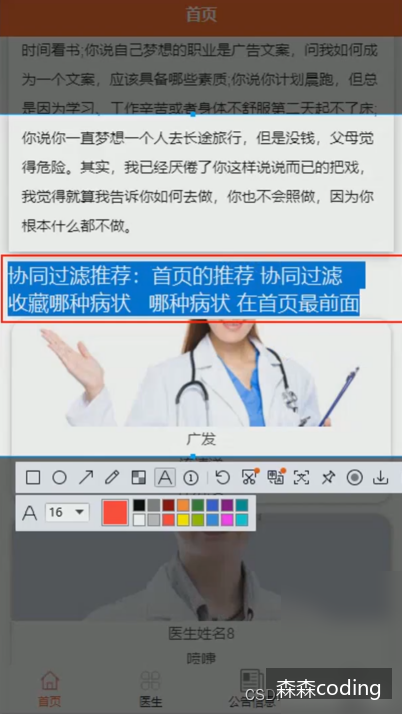 首页
时间看书;你说自己梦想的职业是广告文案，问我如何成
为一个文案，应该具备哪些素质;你说你计划晨跑，但总
是因为学习、工作辛苦或者身体不舒服第二天起不了床;
你说你一直梦想一个人去长途旅行，但是没钱，父母觉
得危险。其实，我已经厌倦了你这样说说而已的把戏，
我觉得就算我告诉你如何去做，你也不会照做，因为你
根本什么都不做。
协同过滤推荐：首页的推荐 协同过滤
收藏哪种病状 哪种病状 在首页最前面
广发
A 16
医生姓名8
首页 医生 公告信息
森森coding